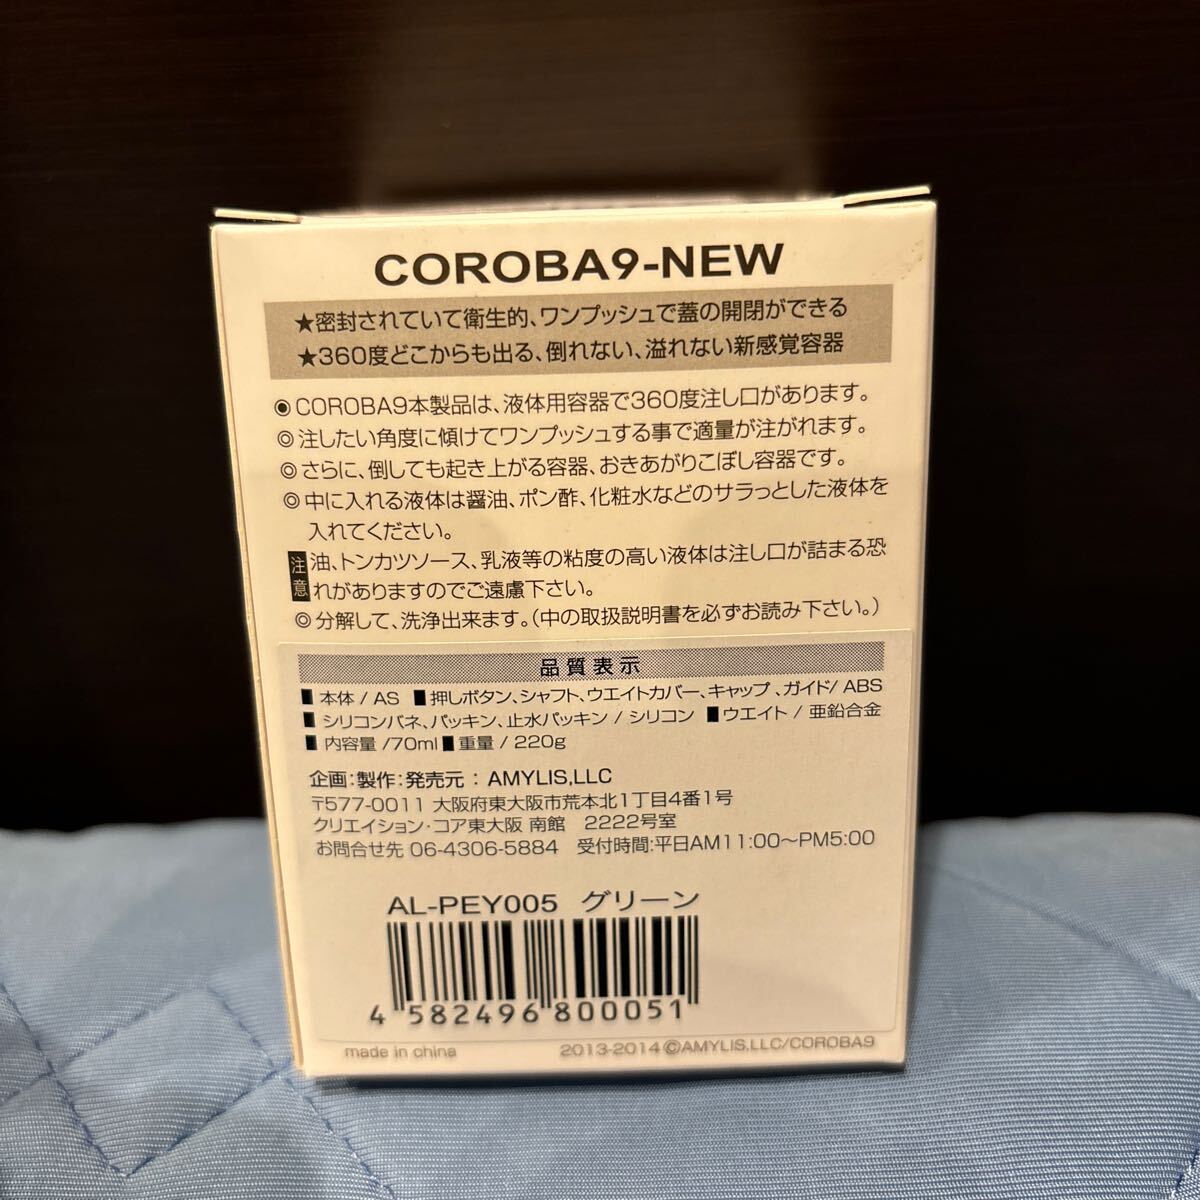 COROBA9-NEW
★密封されていて衛生的、ワンプッシュで蓋の開閉ができる
★360度どこからも出る、倒れない、溢れない新感覚容器
◉COROBA9本製品は、液体用容器で360度注し口があります。
◎注したい角度に傾けてワンプッシュする事で適量が注がれます。
◎さらに、倒しても起き上がる容器、おきあがりこぼし容器です。
◎中に入れる液体は醤油、ポン酢、化粧水などのサラっとした液体を
入れてください。
注意 油、トンカツソース、乳液等の粘度の高い液体は注し口が詰まる恐
れがありますのでご遠慮下さい。
◎分解して、洗浄出来ます。(中の取扱説明書を必ずお読み下さい。)
品質表示
■本体/AS ■押しボタン、シャフト、ウエイトカバー、キャップ、ガイド/ABS
■シリコンバネ、パッキン、止水パッキン/シリコン ■ウエイト/亜鉛合金
■内容量/70ml ■重量/220g
企画:製作:発売元:AMYLIS,LLC
〒577-0011 大阪府東大阪市荒本北1丁目4番1号
クリエイション・コア東大阪 南館 2222号室
お問合せ先 06-4306-5884 受付時間:平日AM11:00～PM5:00
AL-PEY005 グリーン
4 582496 800051
made in china 2013-2014©AMYLIS,LLC/COROBA9